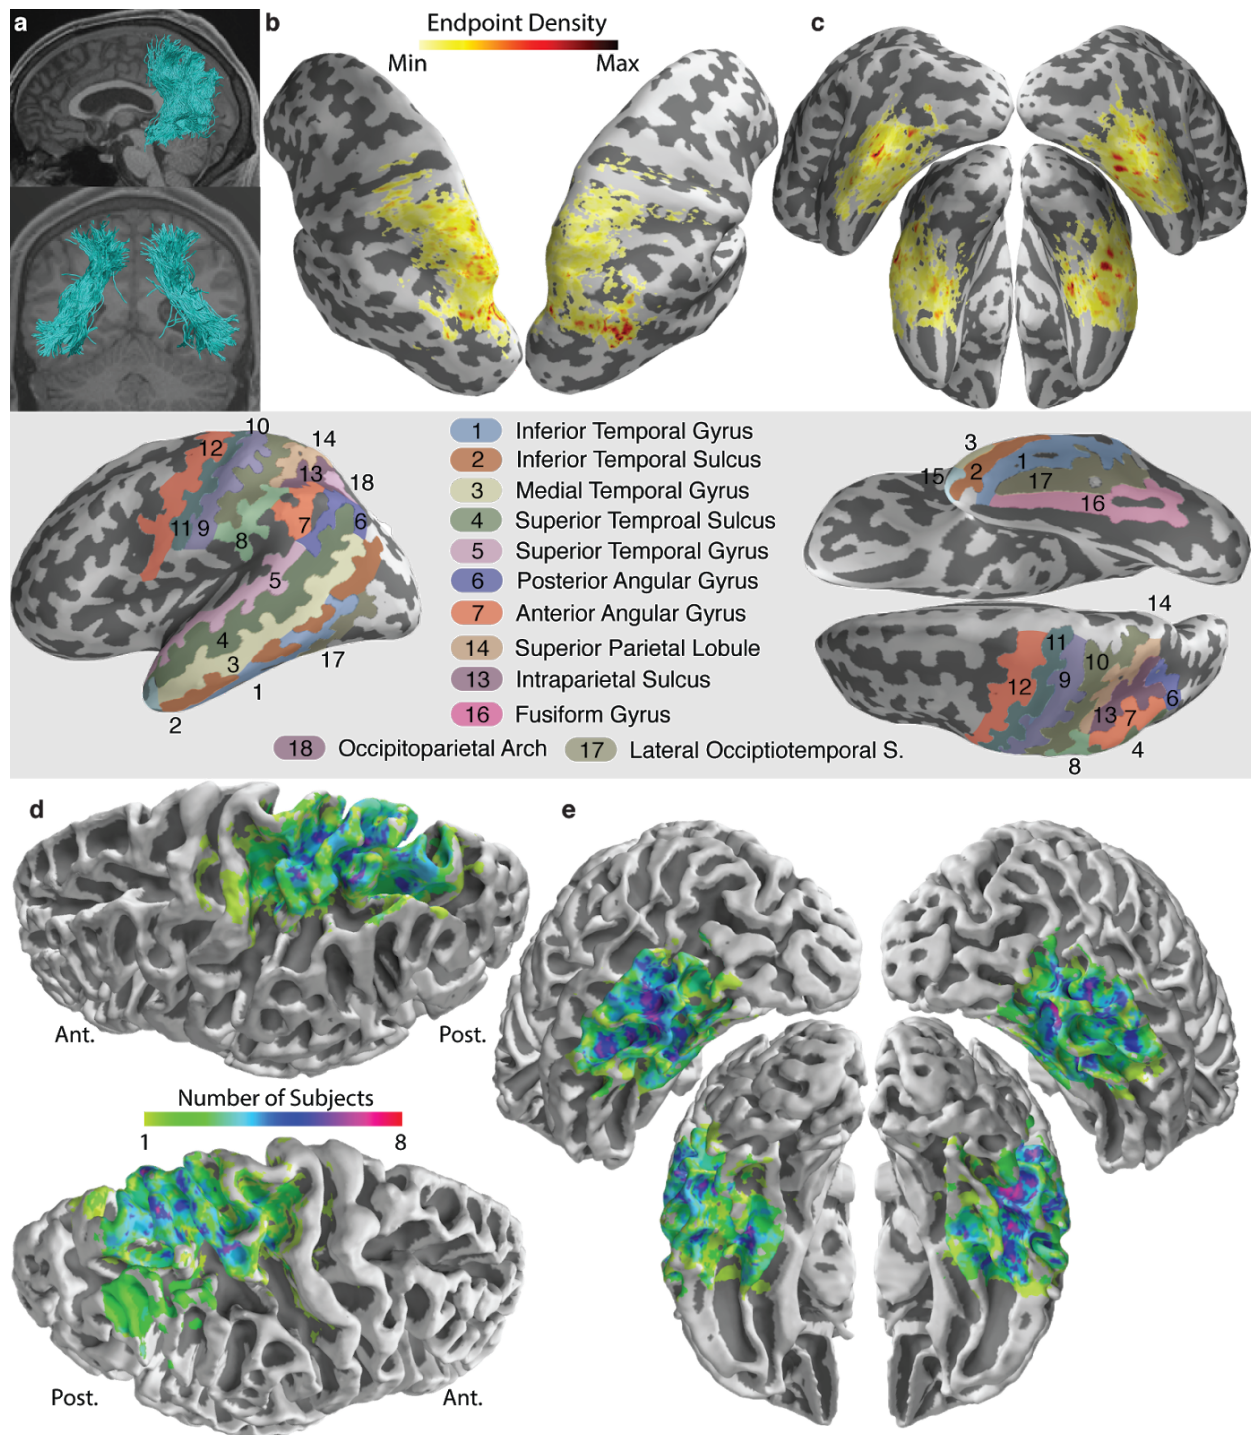 a
b
Endpoint Density
Min
Max
c
10
12
14
13
18
11
9
8
7
6
5
4
3
17
1
2
1 Inferior Temporal Gyrus
2 Inferior Temporal Sulcus
3 Medial Temporal Gyrus
4 Superior Temproal Sulcus
5 Superior Temporal Gyrus
6 Posterior Angular Gyrus
7 Anterior Angular Gyrus
14 Superior Parietal Lobule
13 Intraparietal Sulcus
16 Fusiform Gyrus
18 Occipitoparietal Arch
17 Lateral Occiptiotemporal S.
3
15
2
1
17
16
14
11
10
12
9
6
13
7
4
8
d
Ant.
Post.
Number of Subjects
1
8
Post.
Ant.
e